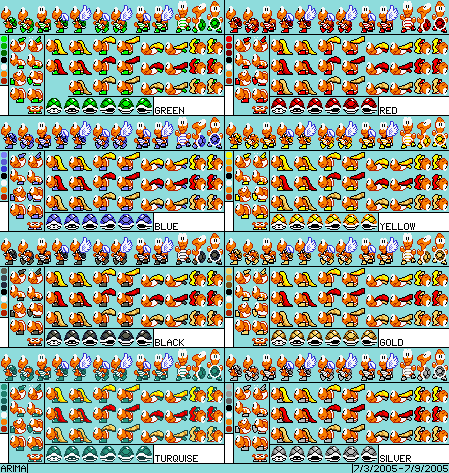 GREEN
RED
BLUE
YELLOW
BLACK
GOLD
TURQUISE
SILVER
ARIMA
7/3/2005-7/9/2005